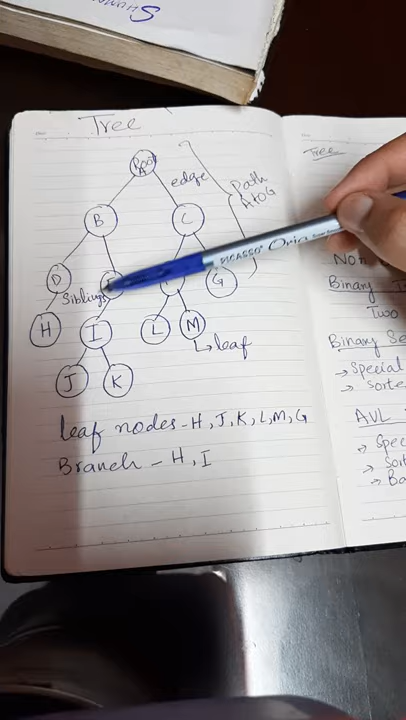 Tree
Root
A
edge
Path
A to G
B
C
D
Siblings
G
H
I
L
M
leaf
J
K
leaf nodes - H, J, K, L, M, G
Branch - H, I
Tree
PICASSO
Binary
Two
Binary Se
→ Special
→ Sorte
AVL
→ Spec
→ Sort
→ Ba